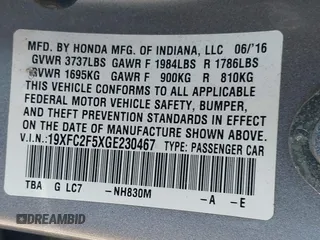 MFD. BY HONDA MFG. OF INDIANA, LLC 06/'16
GVWR 3737LBS GAWR F 1984LBS R 1786LBS
GVWR 1695KG GAWR F 900KG R 810KG
THIS VEHICLE CONFORMS TO ALL APPLICABLE
FEDERAL MOTOR VEHICLE SAFETY, BUMPER,
AND THEFT PREVENTION STANDARDS IN EFFECT
ON THE DATE OF MANUFACTURE SHOWN ABOVE.
V.I.N.:19XFC2F5XGE230467 TYPE: PASSENGER CAR
TBA G LC7 -NH830M -A -E
DREAMBID